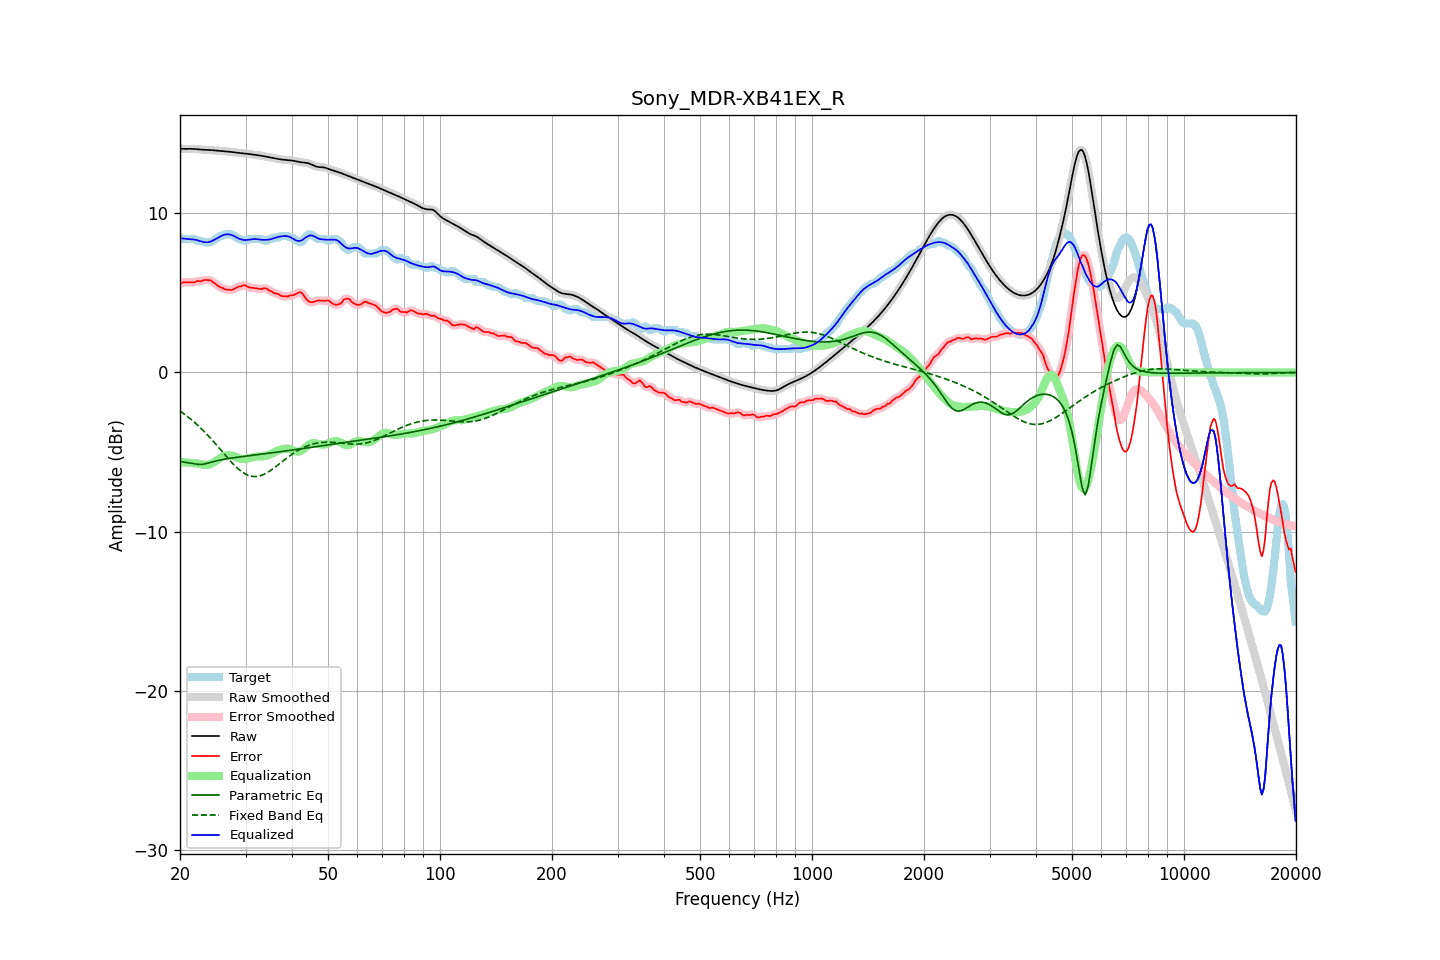 Sony_MDR-XB41EX_R
Amplitude (dBr)
10
0
−10
−20
−30
Target
Raw Smoothed
Error Smoothed
Raw
Error
Equalization
Parametric Eq
Fixed Band Eq
Equalized
20 50 100 200 500 1000 2000 5000 10000 20000
Frequency (Hz)